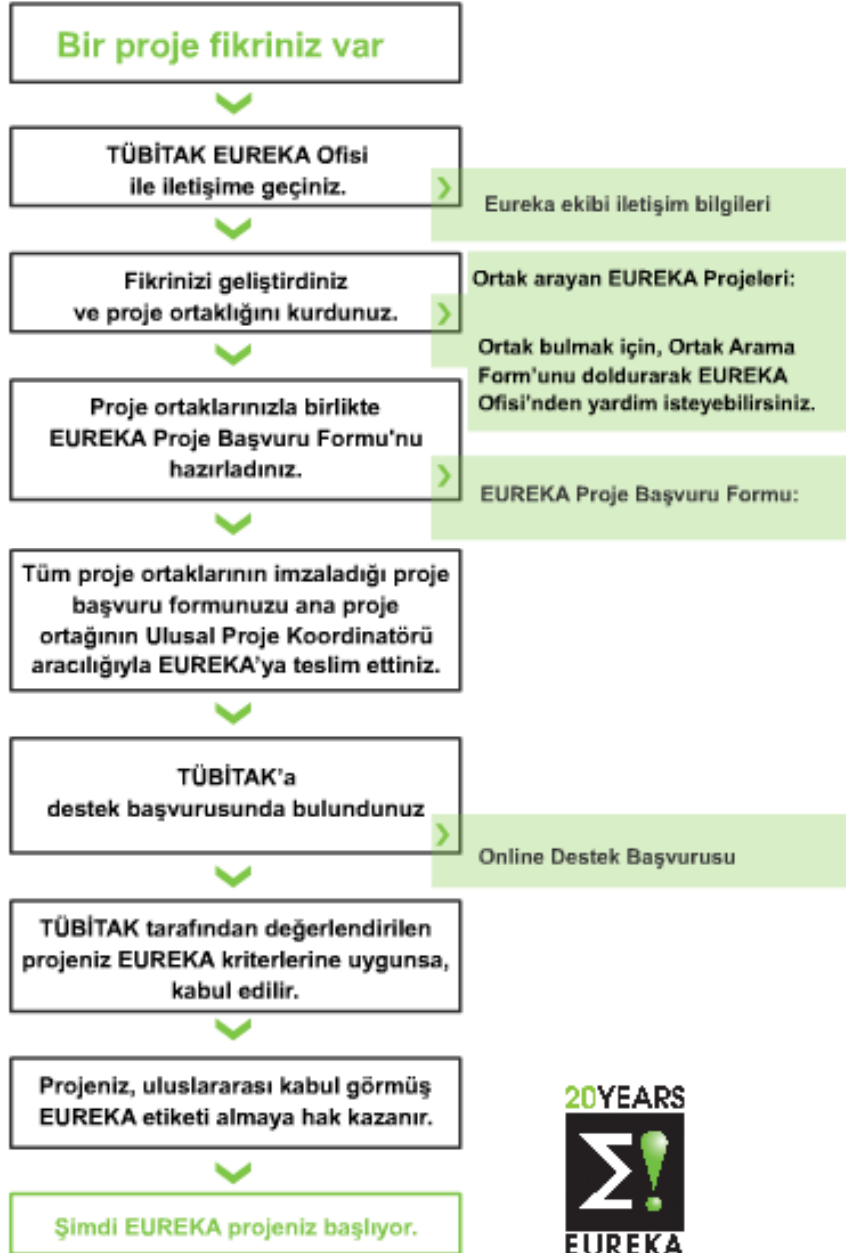 Bir proje fikriniz var
TÜBİTAK EUREKA Ofisi
ile iletişime geçiniz.
Eureka ekibi iletişim bilgileri
Fikrinizi geliştirdiniz
ve proje ortaklığını kurdunuz.
Ortak arayan EUREKA Projeleri:
Ortak bulmak için, Ortak Arama
Form'unu doldurarak EUREKA
Ofisi'nden yardim isteyebilirsiniz.
Proje ortaklarınızla birlikte
EUREKA Proje Başvuru Formu'nu
hazırladınız.
EUREKA Proje Başvuru Formu:
Tüm proje ortaklarının imzaladığı proje
başvuru formunuzu ana proje
ortağının Ulusal Proje Koordinatörü
aracılığıyla EUREKA'ya teslim ettiniz.
TÜBİTAK'a
destek başvurusunda bulundunuz
Online Destek Başvurusu
TÜBİTAK tarafından değerlendirilen
projeniz EUREKA kriterlerine uygunsa,
kabul edilir.
Projeniz, uluslararası kabul görmüş
EUREKA etiketi almaya hak kazanır.
Şimdi EUREKA projeniz başlıyor.
20YEARS
Σ!
EUREKA